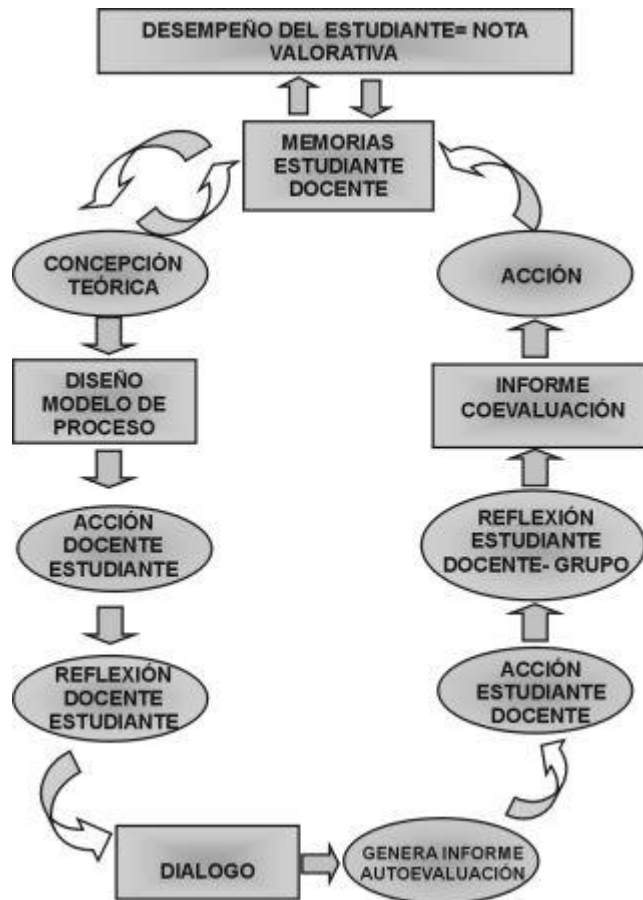 DESEMPEÑO DEL ESTUDIANTE= NOTA
VALORATIVA
MEMORIAS
ESTUDIANTE
DOCENTE
CONCEPCIÓN
TEÓRICA
DISEÑO
MODELO DE
PROCESO
ACCIÓN
DOCENTE
ESTUDIANTE
REFLEXIÓN
DOCENTE
ESTUDIANTE
DIALOGO
GENERA INFORME
AUTOEVALUACIÓN
ACCIÓN
ESTUDIANTE
DOCENTE
REFLEXIÓN
ESTUDIANTE
DOCENTE- GRUPO
INFORME
COEVALUACIÓN
ACCIÓN